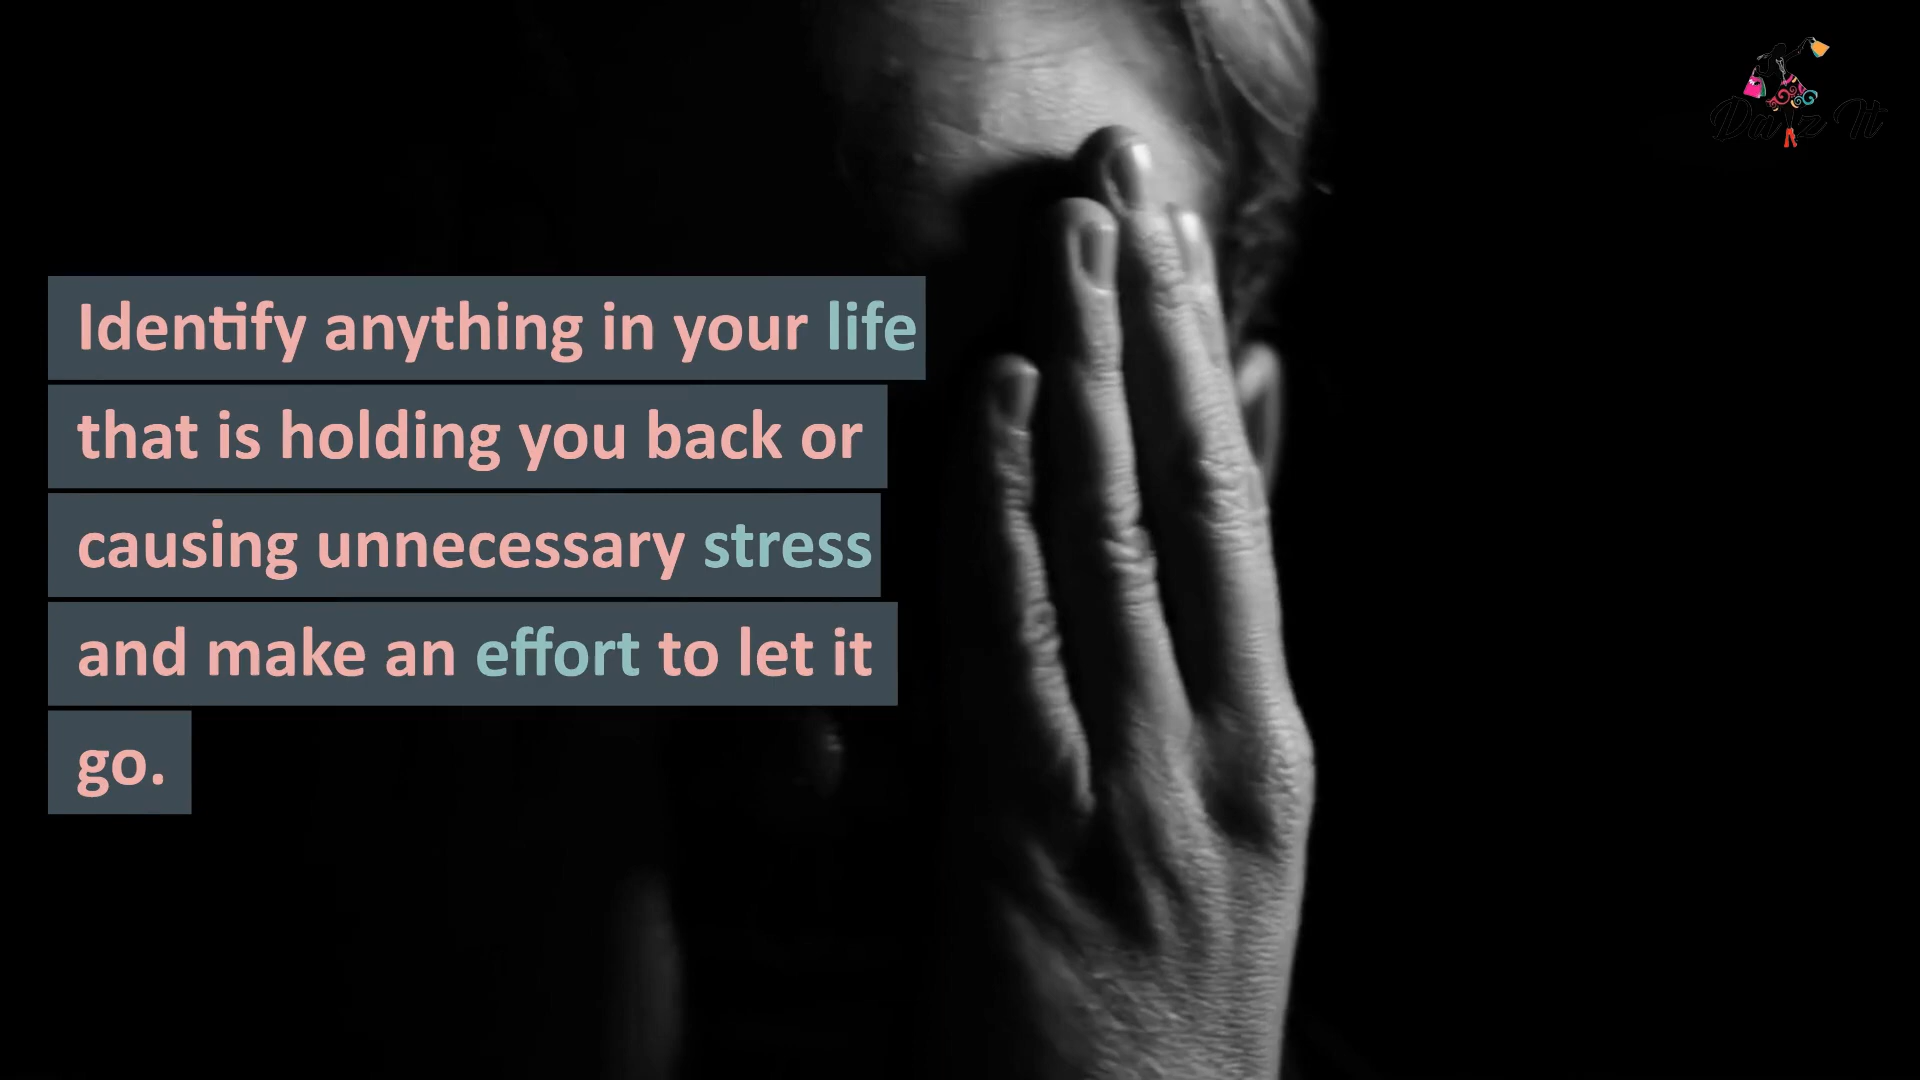 Identify anything in your life
that is holding you back or
causing unnecessary stress
and make an effort to let it
go.